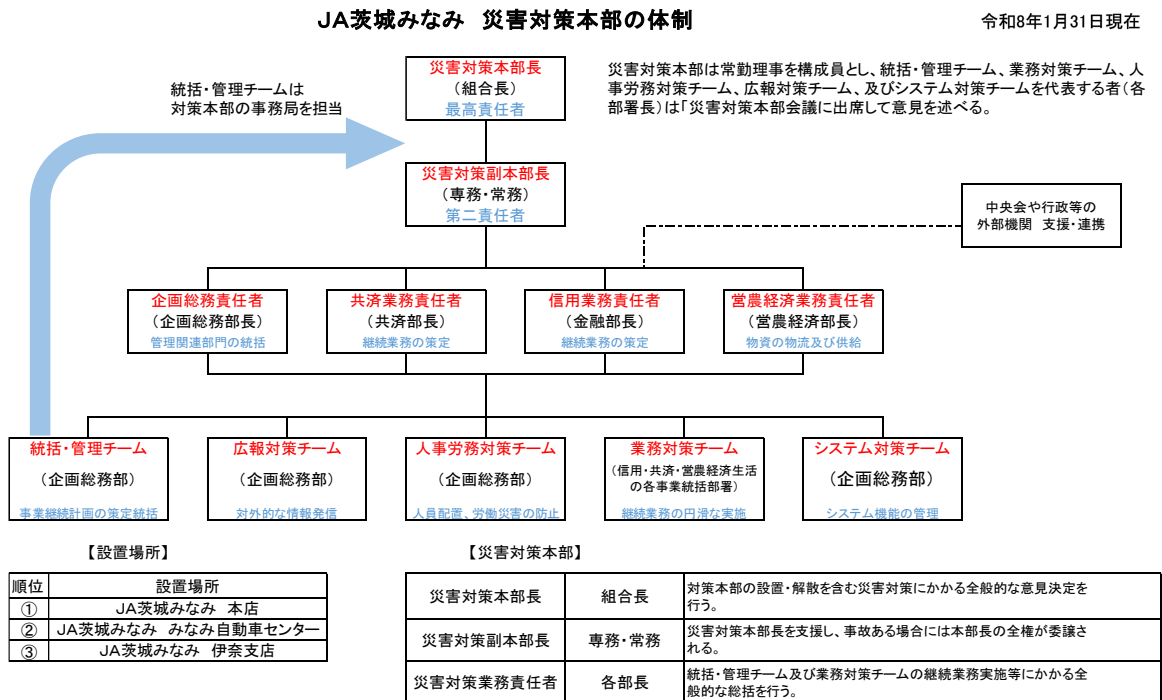 JA茨城みなみ 災害対策本部の体制
令和8年1月31日現在
災害対策本部長
(組合長)
最高責任者
災害対策本部は常勤理事を構成員とし、統括・管理チーム、業務対策チーム、人
事労務対策チーム、広報対策チーム、及びシステム対策チームを代表する者(各
部署長)は「災害対策本部会議に出席して意見を述べる。
統括・管理チームは
対策本部の事務局を担当
災害対策副本部長
(専務・常務)
第二責任者
中央会や行政等の
外部機関 支援・連携
企画総務責任者
(企画総務部長)
管理関連部門の統括
共済業務責任者
(共済部長)
継続業務の策定
信用業務責任者
(金融部長)
継続業務の策定
営農経済業務責任者
(営農経済部長)
物資の物流及び供給
統括・管理チーム
(企画総務部)
事業継続計画の策定統括
広報対策チーム
(企画総務部)
対外的な情報発信
人事労務対策チーム
(企画総務部)
人員配置、労働災害の防止
業務対策チーム
(信用・共済・営農経済生活
の各事業統括部署)
継続業務の円滑な実施
システム対策チーム
(企画総務部)
システム機能の管理
【設置場所】
順位 設置場所
① JA茨城みなみ 本店
② JA茨城みなみ みなみ自動車センター
③ JA茨城みなみ 伊奈支店
【災害対策本部】
災害対策本部長 組合長 対策本部の設置・解散を含む災害対策にかかる全般的な意見決定を
行う。
災害対策副本部長 専務・常務 災害対策本部長を支援し、事故ある場合には本部長の全権が委譲さ
れる。
災害対策業務責任者 各部長 統括・管理チーム及び業務対策チームの継続業務実施等にかかる全
般的な総括を行う。